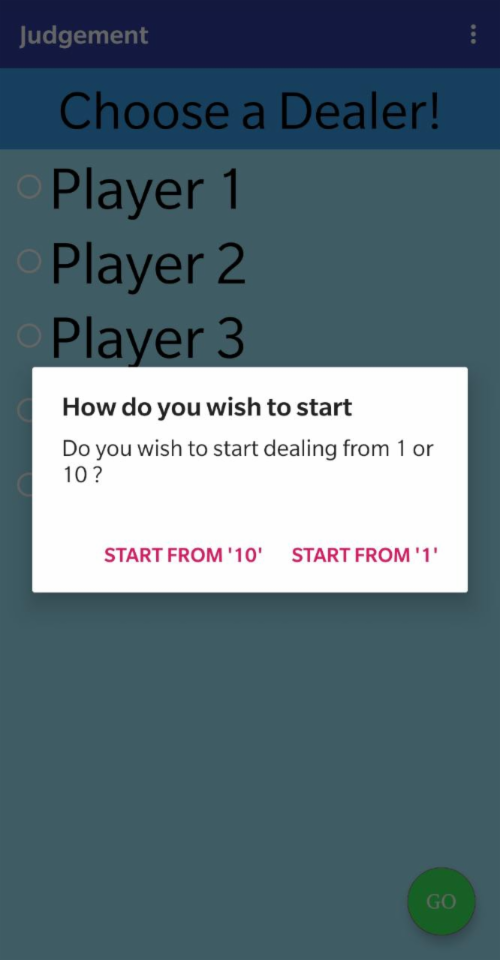 Judgement
Choose a Dealer!
Player 1
Player 2
Player 3
How do you wish to start
Do you wish to start dealing from 1 or
10 ?
START FROM '10' START FROM '1'
GO